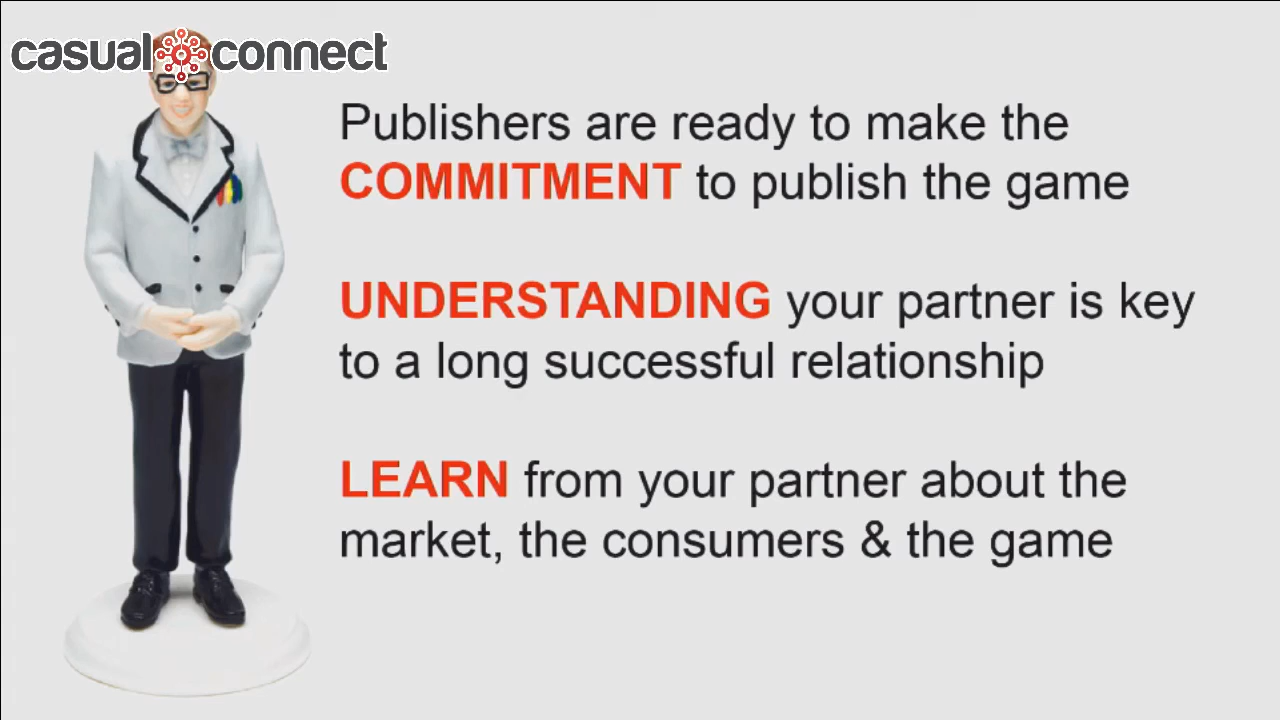 casual connect
Publishers are ready to make the
COMMITMENT to publish the game
UNDERSTANDING your partner is key
to a long successful relationship
LEARN from your partner about the
market, the consumers & the game